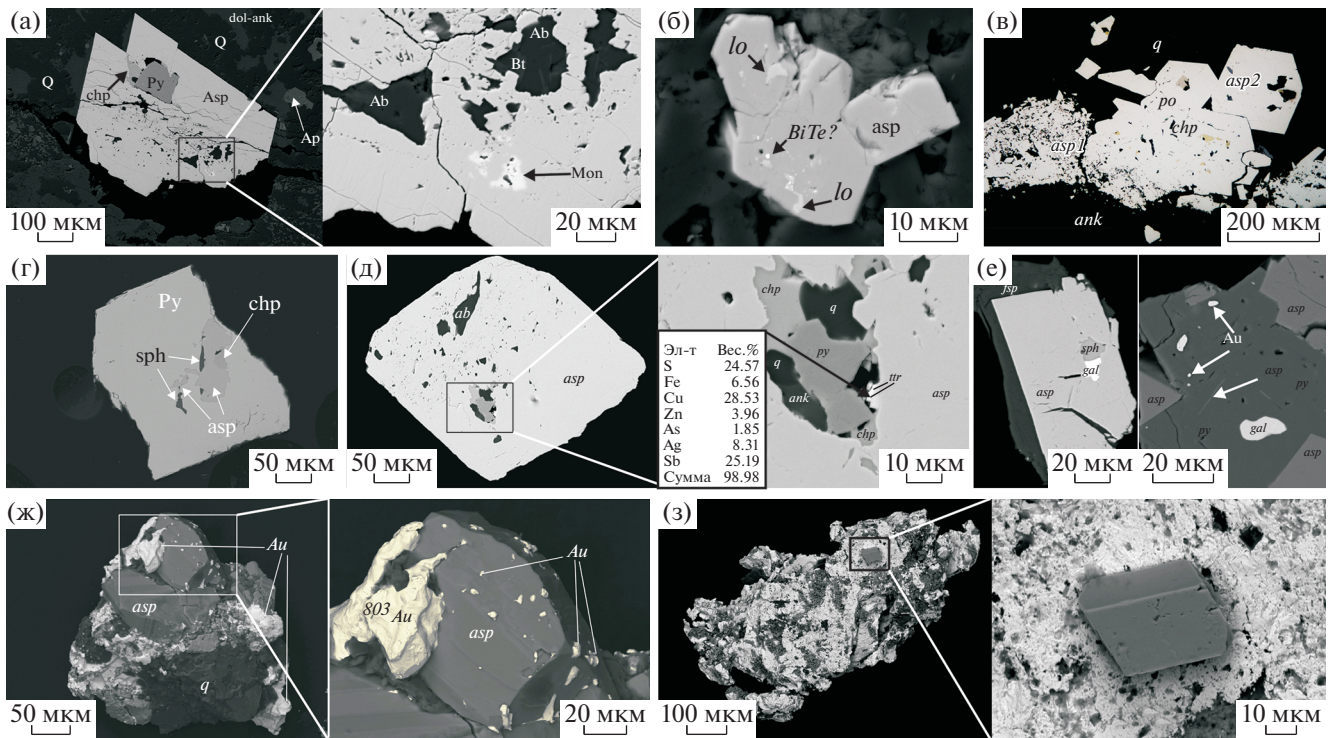 (а)
dol-ank
Q
Q
chp
Py
Asp
Ap
100 мкм
Ab
Bt
Ab
Mon
20 мкм
(б)
lo
BiTe?
asp
lo
10 мкм
(в)
q
asp2
po
chp
asp1
ank
200 мкм
(г)
Py
chp
sph
asp
50 мкм
(д)
ab
asp
50 мкм
chp
q
py
q
ank
ttr
asp
chp
10 мкм
Эл-т Вес.%
S 24.57
Fe 6.56
Cu 28.53
Zn 3.96
As 1.85
Ag 8.31
Sb 25.19
Сумма 98.98
(е)
fsp
sph
gal
asp
20 мкм
asp
Au
asp
asp
py
py
gal
asp
20 мкм
(ж)
Au
asp
q
50 мкм
Au
803 Au
asp
20 мкм
(з)
100 мкм
10 мкм